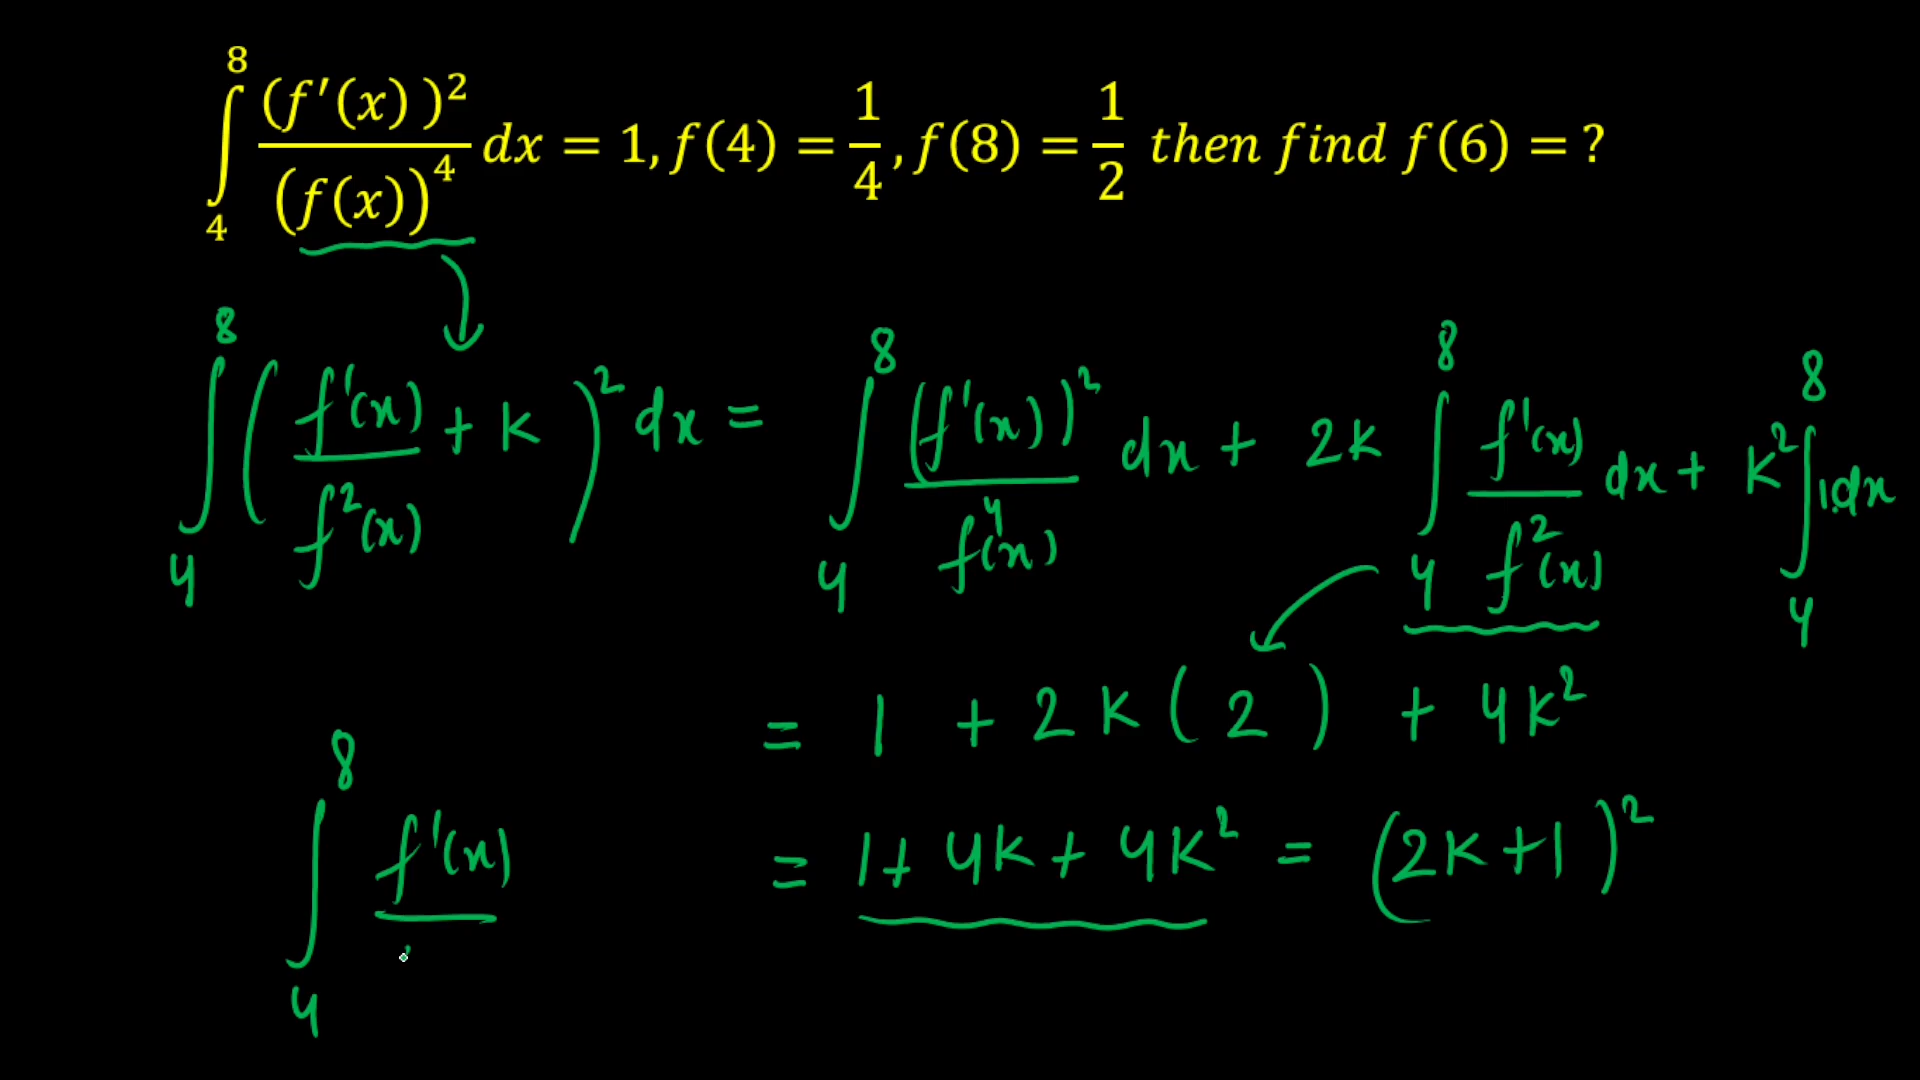 ∫₄⁸ (f′(x) )² / (f(x))⁴ dx = 1, f(4) = 1/4, f(8) = 1/2 then find f(6) = ?
∫₄⁸ ( f'(x) / f²(x) + k )² dx = ∫₄⁸ (f'(x))² / f⁴(x) dx + 2k ∫₄⁸ f'(x) / f²(x) dx + k² ∫₄⁸ 1.dx
= 1 + 2k ( 2 ) + 4k²
= 1 + 4k + 4k² = (2k + 1)²
∫₄⁸ f'(x)